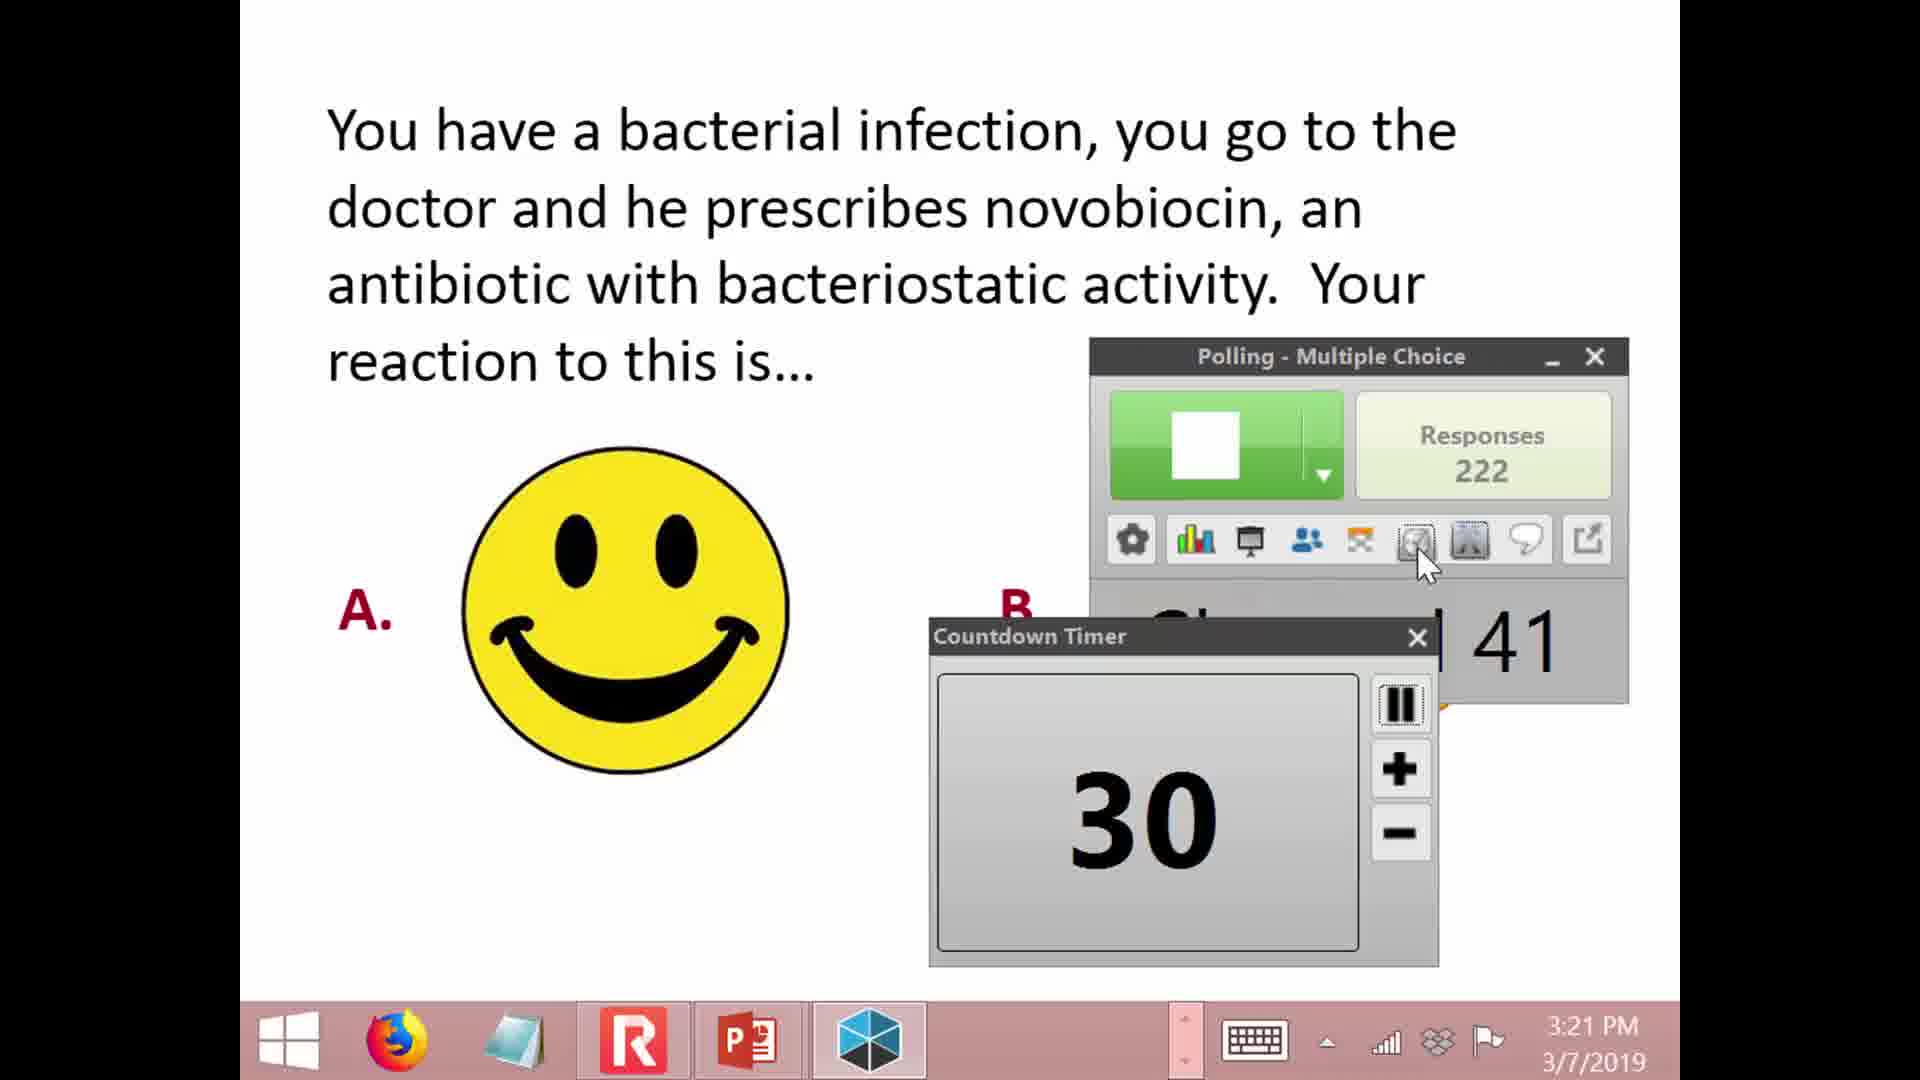 You have a bacterial infection, you go to the
doctor and he prescribes novobiocin, an
antibiotic with bacteriostatic activity.  Your
reaction to this is...
Polling - Multiple Choice
Responses
222
A.
B
41
Countdown Timer
30
3:21 PM
3/7/2019